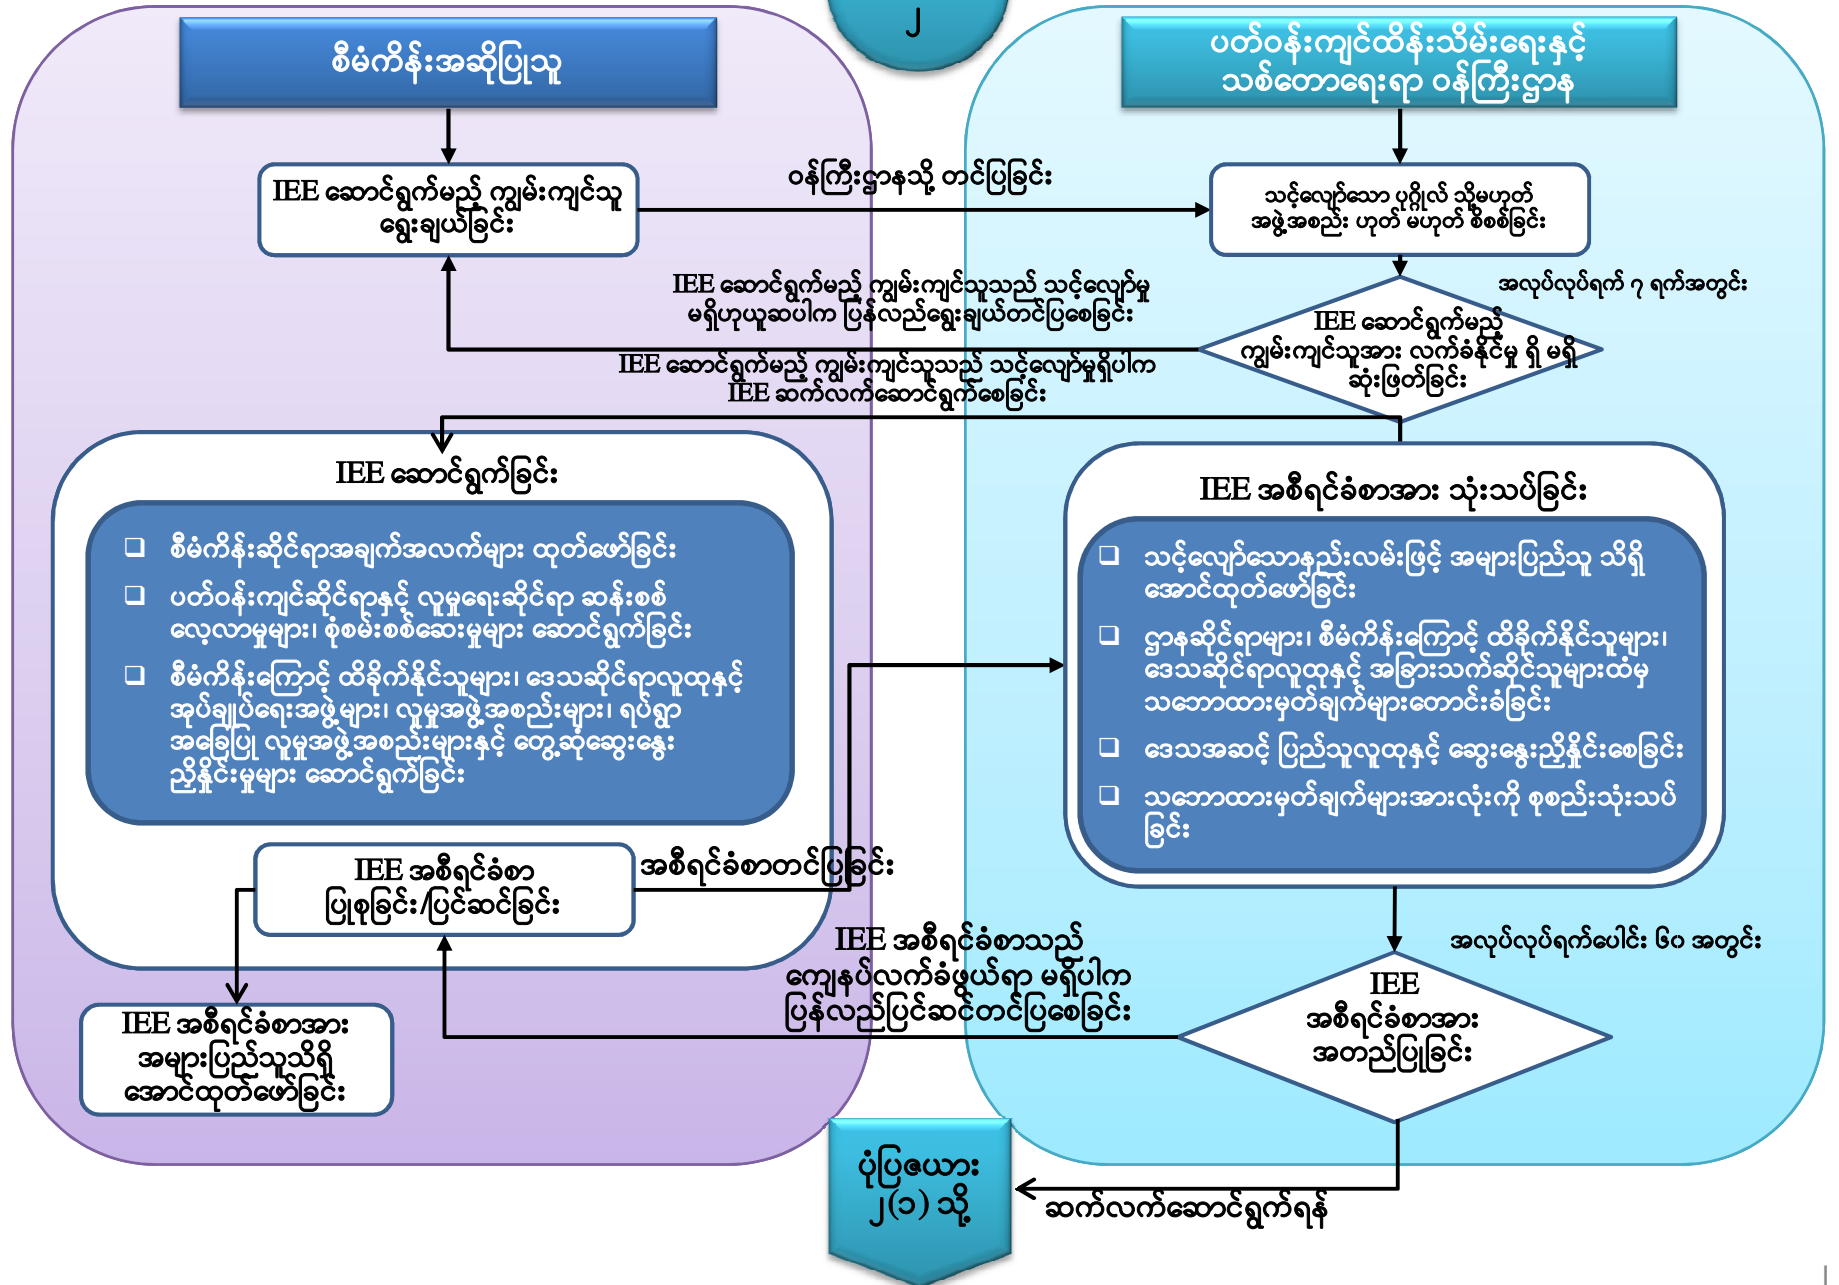 ၂
စီမံကိန်းအဆိုပြုသူ
ပတ်ဝန်းကျင်ထိန်းသိမ်းရေးနှင့်
သစ်တောရေးရာ ဝန်ကြီးဌာန
IEE ဆောင်ရွက်မည့် ကျွမ်းကျင်သူ
ရွေးချယ်ခြင်း
ဝန်ကြီးဌာနသို့ တင်ပြခြင်း
သင့်လျော်သော ပုဂ္ဂိုလ် သို့မဟုတ်
အဖွဲ့အစည်း ဟုတ် မဟုတ် စိစစ်ခြင်း
IEE ဆောင်ရွက်မည့် ကျွမ်းကျင်သူသည် သင့်လျော်မှု
မရှိဟုယူဆပါက ပြန်လည်ရွေးချယ်တင်ပြစေခြင်း
အလုပ်လုပ်ရက် ၇ ရက်အတွင်း
IEE ဆောင်ရွက်မည့်
ကျွမ်းကျင်သူအား လက်ခံနိုင်မှု ရှိ မရှိ
ဆုံးဖြတ်ခြင်း
IEE ဆောင်ရွက်မည့် ကျွမ်းကျင်သူသည် သင့်လျော်မှုရှိပါက
IEE ဆက်လက်ဆောင်ရွက်စေခြင်း
IEE ဆောင်ရွက်ခြင်း
❑ စီမံကိန်းဆိုင်ရာအချက်အလက်များ ထုတ်ဖော်ခြင်း
❑ ပတ်ဝန်းကျင်ဆိုင်ရာနှင့် လူမှုရေးဆိုင်ရာ ဆန်းစစ်
လေ့လာမှုများ၊ စုံစမ်းစစ်ဆေးမှုများ ဆောင်ရွက်ခြင်း
❑ စီမံကိန်းကြောင့် ထိခိုက်နိုင်သူများ၊ ဒေသဆိုင်ရာလူထုနှင့်
အုပ်ချုပ်ရေးအဖွဲ့များ၊ လူမှုအဖွဲ့အစည်းများ၊ ရပ်ရွာ
အခြေပြု လူမှုအဖွဲ့အစည်းများနှင့် တွေ့ဆုံဆွေးနွေး
ညှိနှိုင်းမှုများ ဆောင်ရွက်ခြင်း
IEE အစီရင်ခံစာအား သုံးသပ်ခြင်း
❑ သင့်လျော်သောနည်းလမ်းဖြင့် အများပြည်သူ သိရှိ
အောင်ထုတ်ဖော်ခြင်း
❑ ဌာနဆိုင်ရာများ၊ စီမံကိန်းကြောင့် ထိခိုက်နိုင်သူများ၊
ဒေသဆိုင်ရာလူထုနှင့် အခြားသက်ဆိုင်သူများထံမှ
သဘောထားမှတ်ချက်များတောင်းခံခြင်း
❑ ဒေသအဆင့် ပြည်သူလူထုနှင့် ဆွေးနွေးညှိနှိုင်းစေခြင်း
❑ သဘောထားမှတ်ချက်များအားလုံးကို စုစည်းသုံးသပ်
ခြင်း
IEE အစီရင်ခံစာ
ပြုစုခြင်း/ပြင်ဆင်ခြင်း
အစီရင်ခံစာတင်ပြခြင်း
IEE အစီရင်ခံစာသည်
ကျေနပ်လက်ခံဖွယ်ရာ မရှိပါက
ပြန်လည်ပြင်ဆင်တင်ပြစေခြင်း
အလုပ်လုပ်ရက်ပေါင်း ၆၀ အတွင်း
IEE
အစီရင်ခံစာအား
အတည်ပြုခြင်း
IEE အစီရင်ခံစာအား
အများပြည်သူသိရှိ
အောင်ထုတ်ဖော်ခြင်း
ပုံပြဇယား
၂(၁) သို့
ဆက်လက်ဆောင်ရွက်ရန်